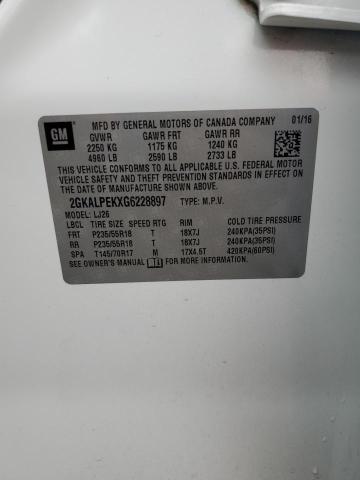 GM
MFD BY GENERAL MOTORS OF CANADA COMPANY 01/16
GVWR GAWR FRT GAWR RR
2250 KG 1175 KG 1240 KG
4960 LB 2590 LB 2733 LB
THIS VEHICLE CONFORMS TO ALL APPLICABLE U.S. FEDERAL MOTOR
VEHICLE SAFETY AND THEFT PREVENTION STANDARDS IN EFFECT ON
THE DATE OF MANUFACTURE SHOWN ABOVE.
2GKALPEKXG6228897 TYPE: M.P.V.
MODEL: LJ26
LBCL TIRE SIZE SPEED RTG RIM COLD TIRE PRESSURE
FRT P235/55R18 T 18X7J 240KPA(35PSI)
RR P235/55R18 T 18X7J 240KPA(35PSI)
SPA T145/70R17 M 17X4.5T 420KPA(60PSI)
SEE OWNER'S MANUAL FOR MORE INFORMATION.